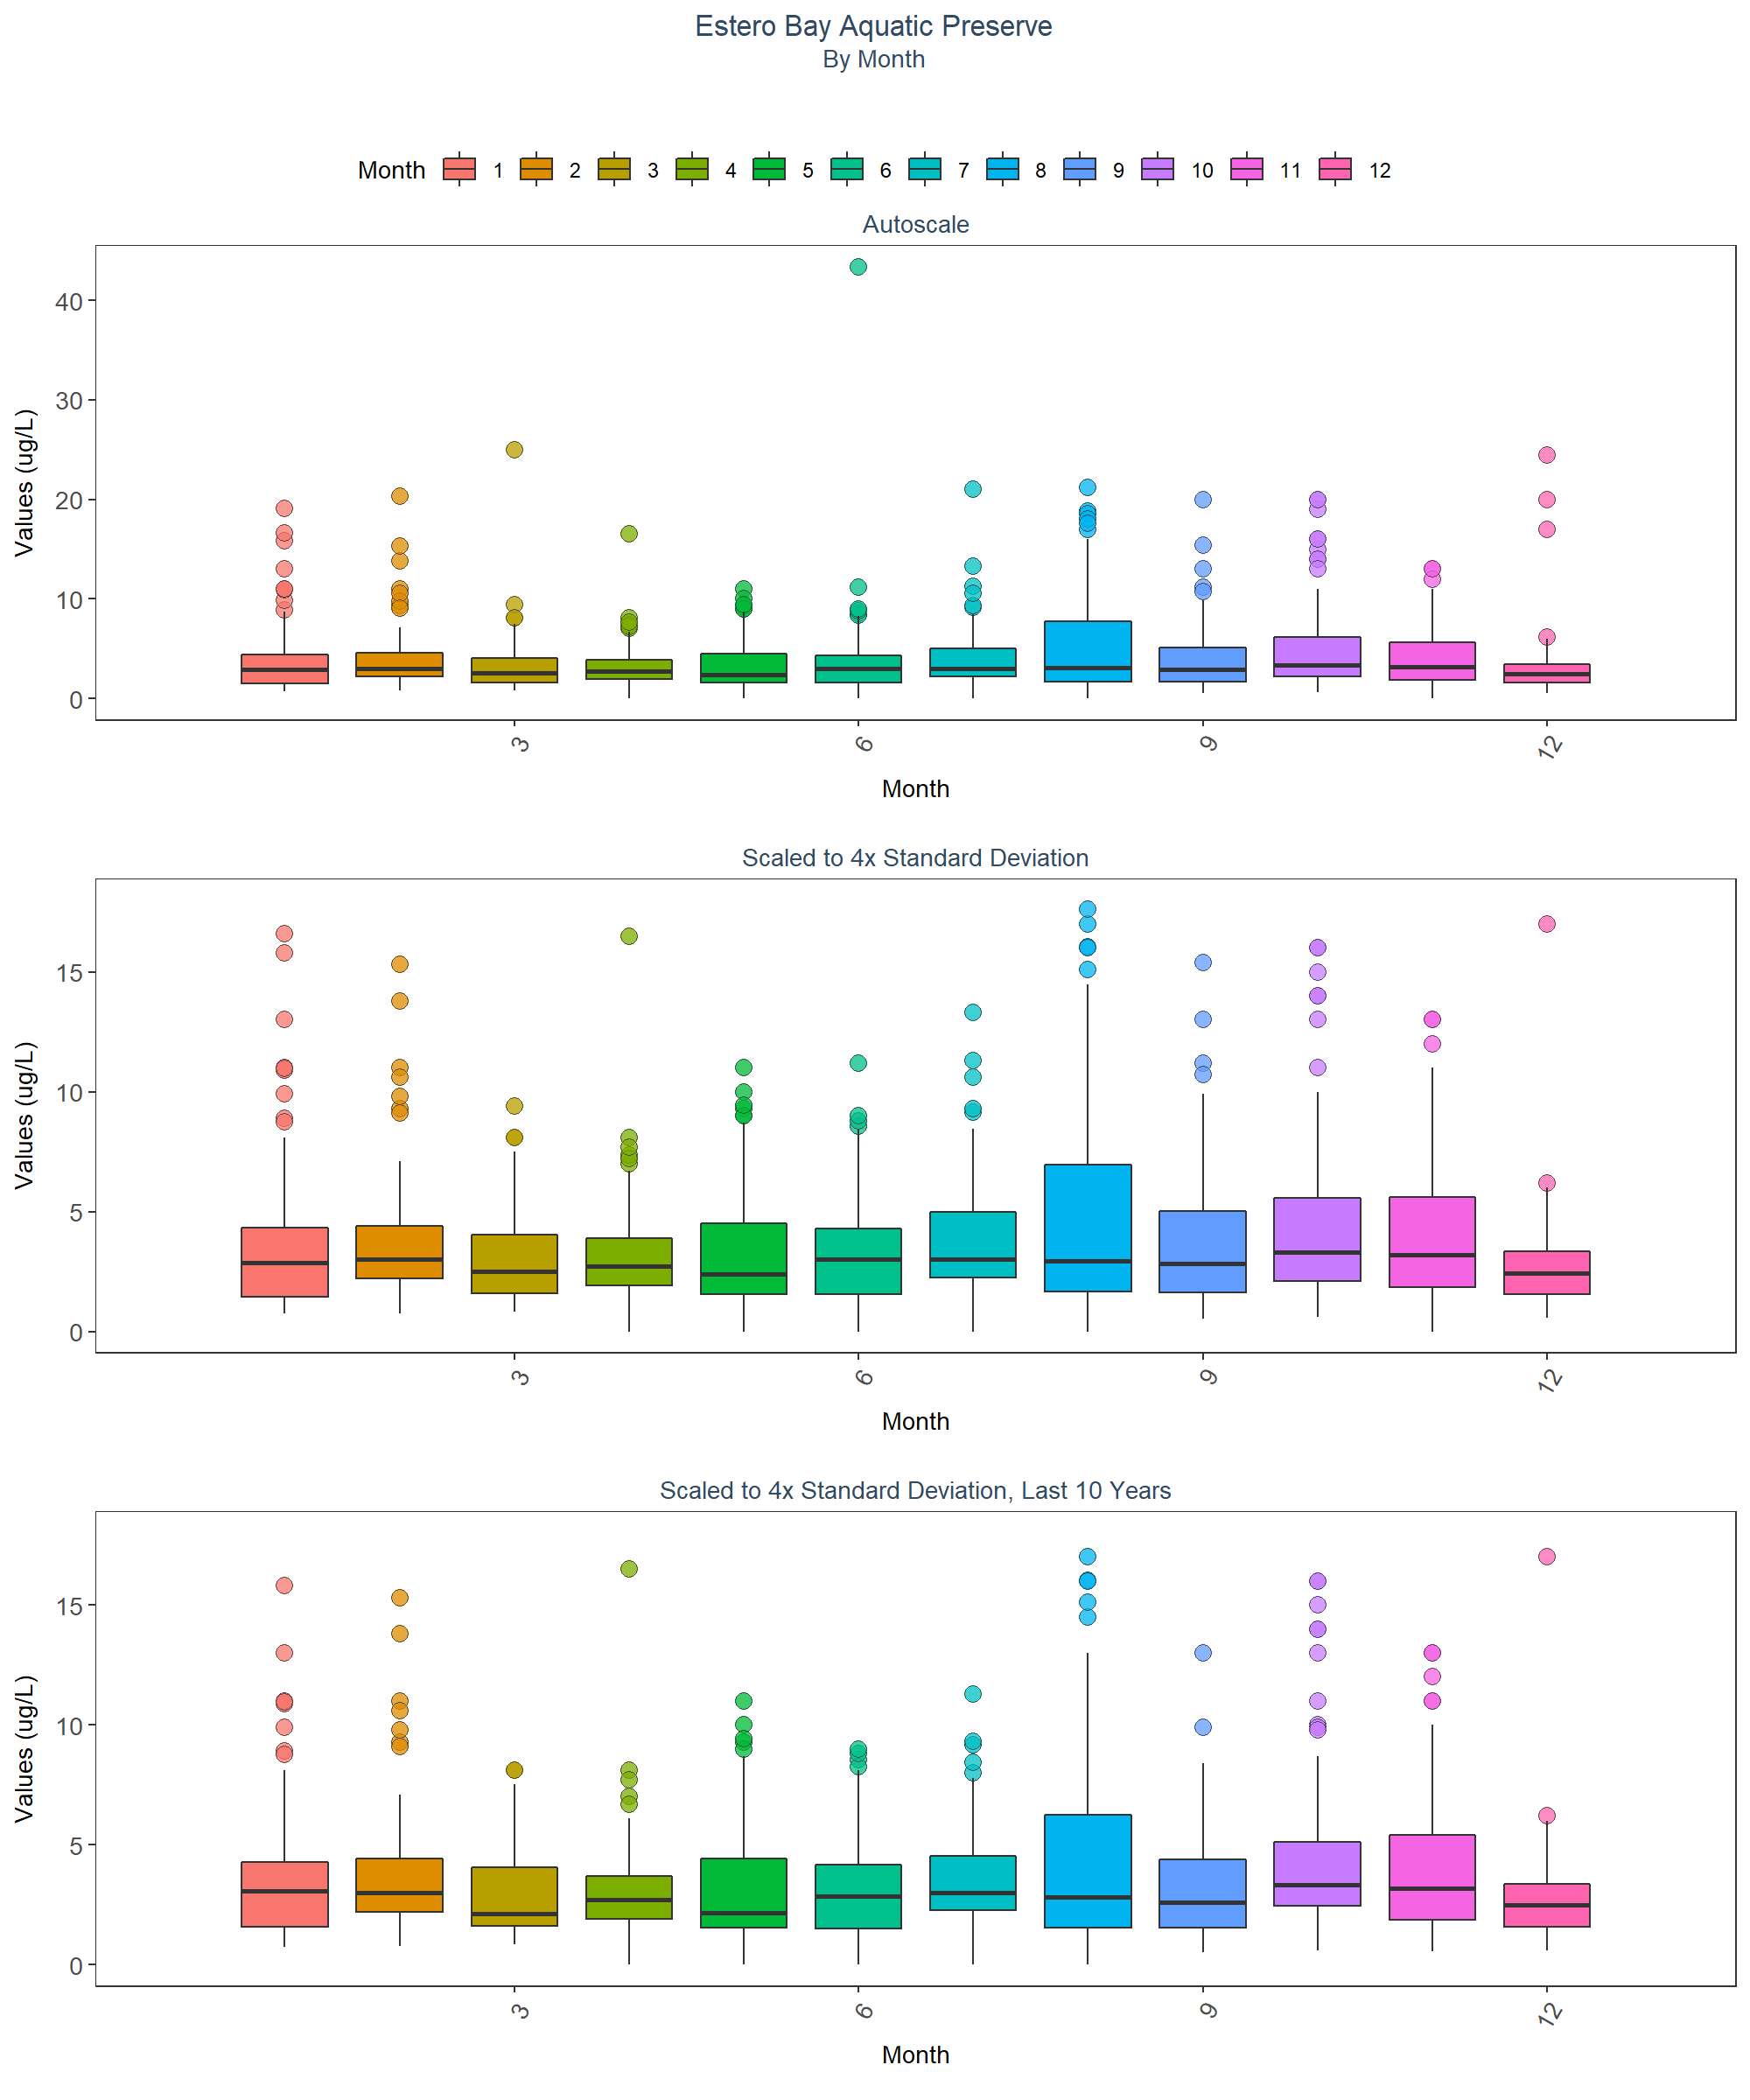 Estero Bay Aquatic Preserve
By Month
Month 1 2 3 4 5 6 7 8 9 10 11 12
Autoscale
Values (ug/L)
40
30
20
10
0
3 6 9 12
Month
Scaled to 4x Standard Deviation
Values (ug/L)
15
10
5
0
3 6 9 12
Month
Scaled to 4x Standard Deviation, Last 10 Years
Values (ug/L)
15
10
5
0
3 6 9 12
Month